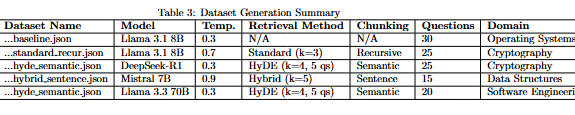 Table 3: Dataset Generation Summary
Dataset Name Model Temp. Retrieval Method Chunking Questions Domain
...baseline.json Llama 3.1 8B 0.3 N/A N/A 30 Operating Systems
...standard_recur.json Llama 3.1 8B 0.7 Standard (k=3) Recursive 25 Cryptography
...hyde_semantic.json DeepSeek-R1 0.3 HyDE (k=4, 5 qs) Semantic 25 Cryptography
...hybrid_sentence.json Mistral 7B 0.9 Hybrid (k=5) Sentence 15 Data Structures
...hyde_semantic.json Llama 3.3 70B 0.3 HyDE (k=4, 5 qs) Semantic 20 Software Engineeri